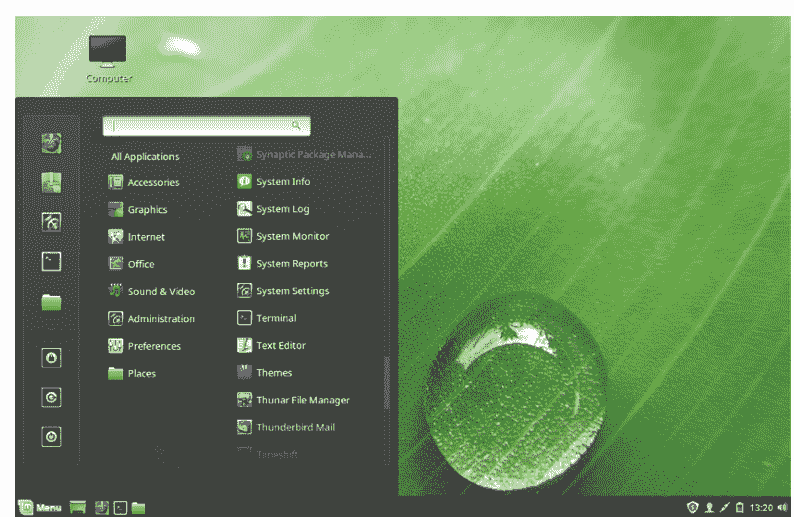 Computer
All Applications
Accessories
Graphics
Internet
Office
Sound & Video
Administration
Preferences
Places
Synaptic Package Mana...
System Info
System Log
System Monitor
System Reports
System Settings
Terminal
Text Editor
Themes
Thunar File Manager
Thunderbird Mail
Timeshift
Menu
13:20